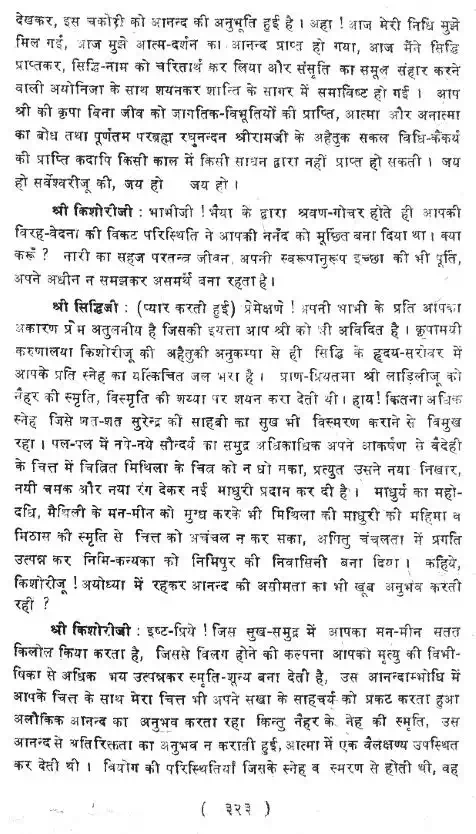 देखकर, इस चकोरी को आनन्द की अनुभूति हुई है । अहा ! आज मेरी निधि मुझे
मिल गई, आज मुझे आत्म-दर्शन का आनन्द प्राप्त हो गया, आज मैंने सिद्धि
प्राप्तकर, सिद्धि-नाम को चरितार्थ कर लिया और संसृति का समूल संहार करने
वाली अयोनिजा के साथ शयनकर शान्ति के सागर में समाविष्ट हो गई । आप
श्री की कृपा बिना जीव को जागतिक-विभूतियों की प्राप्ति, आत्मा और अनात्मा
का बोध तथा पूर्णतम परब्रह्म रघुनन्दन श्रीरामजी के अहैतुक सकल विधि-कैंकर्य
की प्राप्ति कदापि किसी काल में किसी साधन द्वारा नहीं प्राप्त हो सकती । जय
हो सर्वेश्वरीजू की, जय हो जय हो ।
श्री किशोरीजी : भाभीजी ! भैया के द्वारा श्रवण-गोचर होते ही आपकी
विरह-वेदना की विकट परिस्थिति ने आपकी ननँद को मूर्छित बना दिया था । क्या
करूँ ? नारी का सहज परतन्त्र जीवन, अपनी स्वरूपानुरूप इच्छा की भी पूर्ति,
अपने अधीन न समझकर असमर्थ बना रहता है ।
श्री सिद्धिजी : (प्यार करती हुई) प्रेमेक्षणे ! अपनी भाभी के प्रति आपका
अकारण प्रेम अतुलनीय है जिसकी इयत्ता आप श्री को भी अविदित है । कृपामयी
करुणालया किशोरीजू की अहैतुकी अनुकम्पा से ही सिद्धि के हृदय-सरोवर में
आपके प्रति स्नेह का यत्किंचित जल भरा है । प्राण-प्रियतमा श्री लाड़िलीजू को
नैहर की स्मृति, विस्मृति की शय्या पर शयन करा देती थी । हाय! कितना अधिक
स्नेह जिसे शत-शत सुरेन्द्र की साहबी का सुख भी विस्मरण कराने से विमुख
रहा । पल-पल में नये-नये सौन्दर्य का समुद्र अधिकाधिक अपने आकर्षण से वैदेही
के चित्त में चित्रित मिथिला के चित्र को न धो सका, प्रत्युत उसने नया निखार,
नयी चमक और नया रंग देकर नई माधुरी प्रदान कर दी है । माधुर्य का महो-
दधि, मैथिली के मन-मीन को मुग्ध करके भी मिथिला की माधुरी की महिमा व
मिठास की स्मृति से चित्त को अचंचल न कर सका, अपितु चंचलता में प्रगति
उत्पन्न कर निमि-कन्यका को निमिपुर की निवासिनी बना दिया । कहिये,
किशोरीजू ! अयोध्या में रहकर आनन्द की असीमता का भी खूब अनुभव करती
रहीं ?
श्री किशोरीजी : इष्ट-प्रिये ! जिस सुख-समुद्र में आपका मन-मीन सतत
किलोल किया करता है, जिससे विलग होने की कल्पना आपको मृत्यु की विभी-
षिका से अधिक भय उत्पन्नकर स्मृति-शून्य बना देती है, उस आनन्दाम्भोधि में
आपके चित्त के साथ मेरा चित्त भी अपने सखा के साहचर्य को प्रकट करता हुआ
अलौकिक आनन्द का अनुभव करता रहा किन्तु नैहर के नेह की स्मृति, उस
आनन्द से अतिरिक्तता का अनुभव न कराती हुई, आत्मा में एक वैलक्षण्य उपस्थित
कर देती थी । वियोग की परिस्थितियाँ जिसके स्नेह व स्मरण से होती थी, वह
( ३२३ )